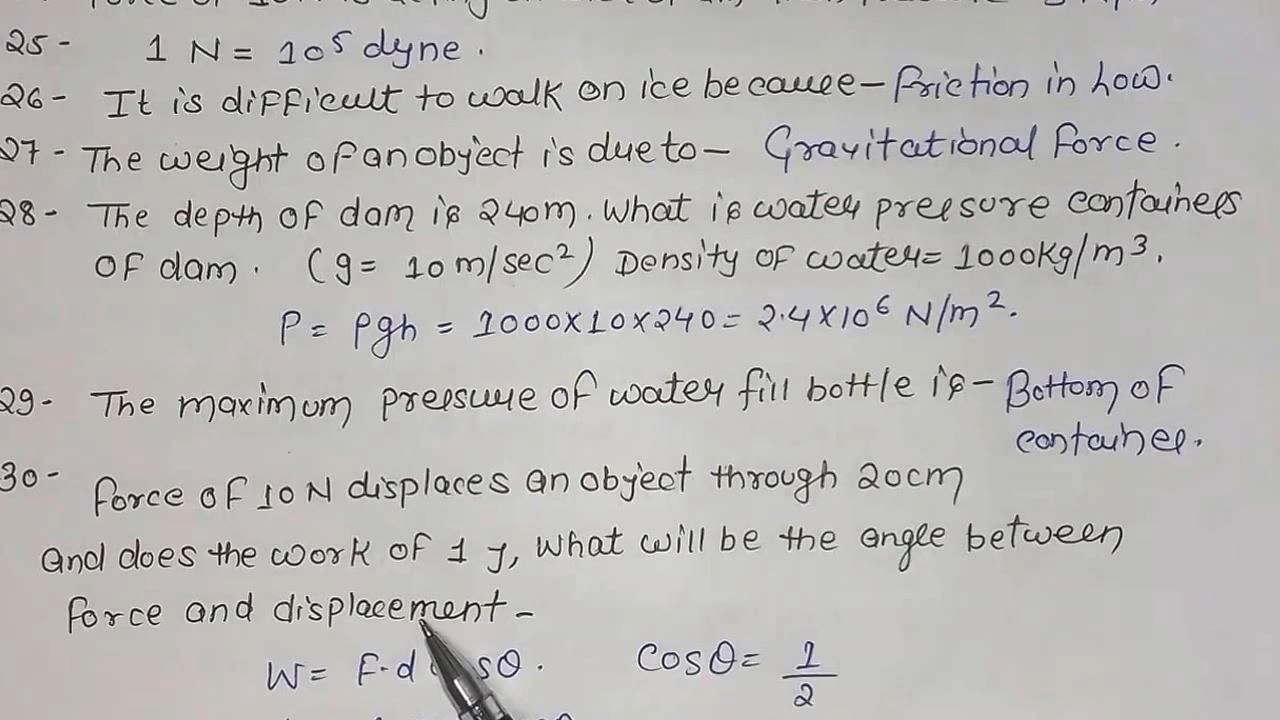 25 - 1 N = 10⁵ dyne.
26 - It is difficult to walk on ice because - friction in low.
27 - The weight of an object is due to - Gravitational force.
28 - The depth of dam is 240m. What is water pressure containers
of dam. (g = 10 m/sec²) Density of water = 1000Kg/m³.
P = ρgh = 1000×10×240 = 2.4×10⁶ N/m².
29 - The maximum pressure of water fill bottle is - Bottom of
container.
30 - force of 10 N displaces an object through 20cm
and does the work of 1 J, what will be the angle between
force and displacement -
W = F.d sθ. Cosθ = 1/2